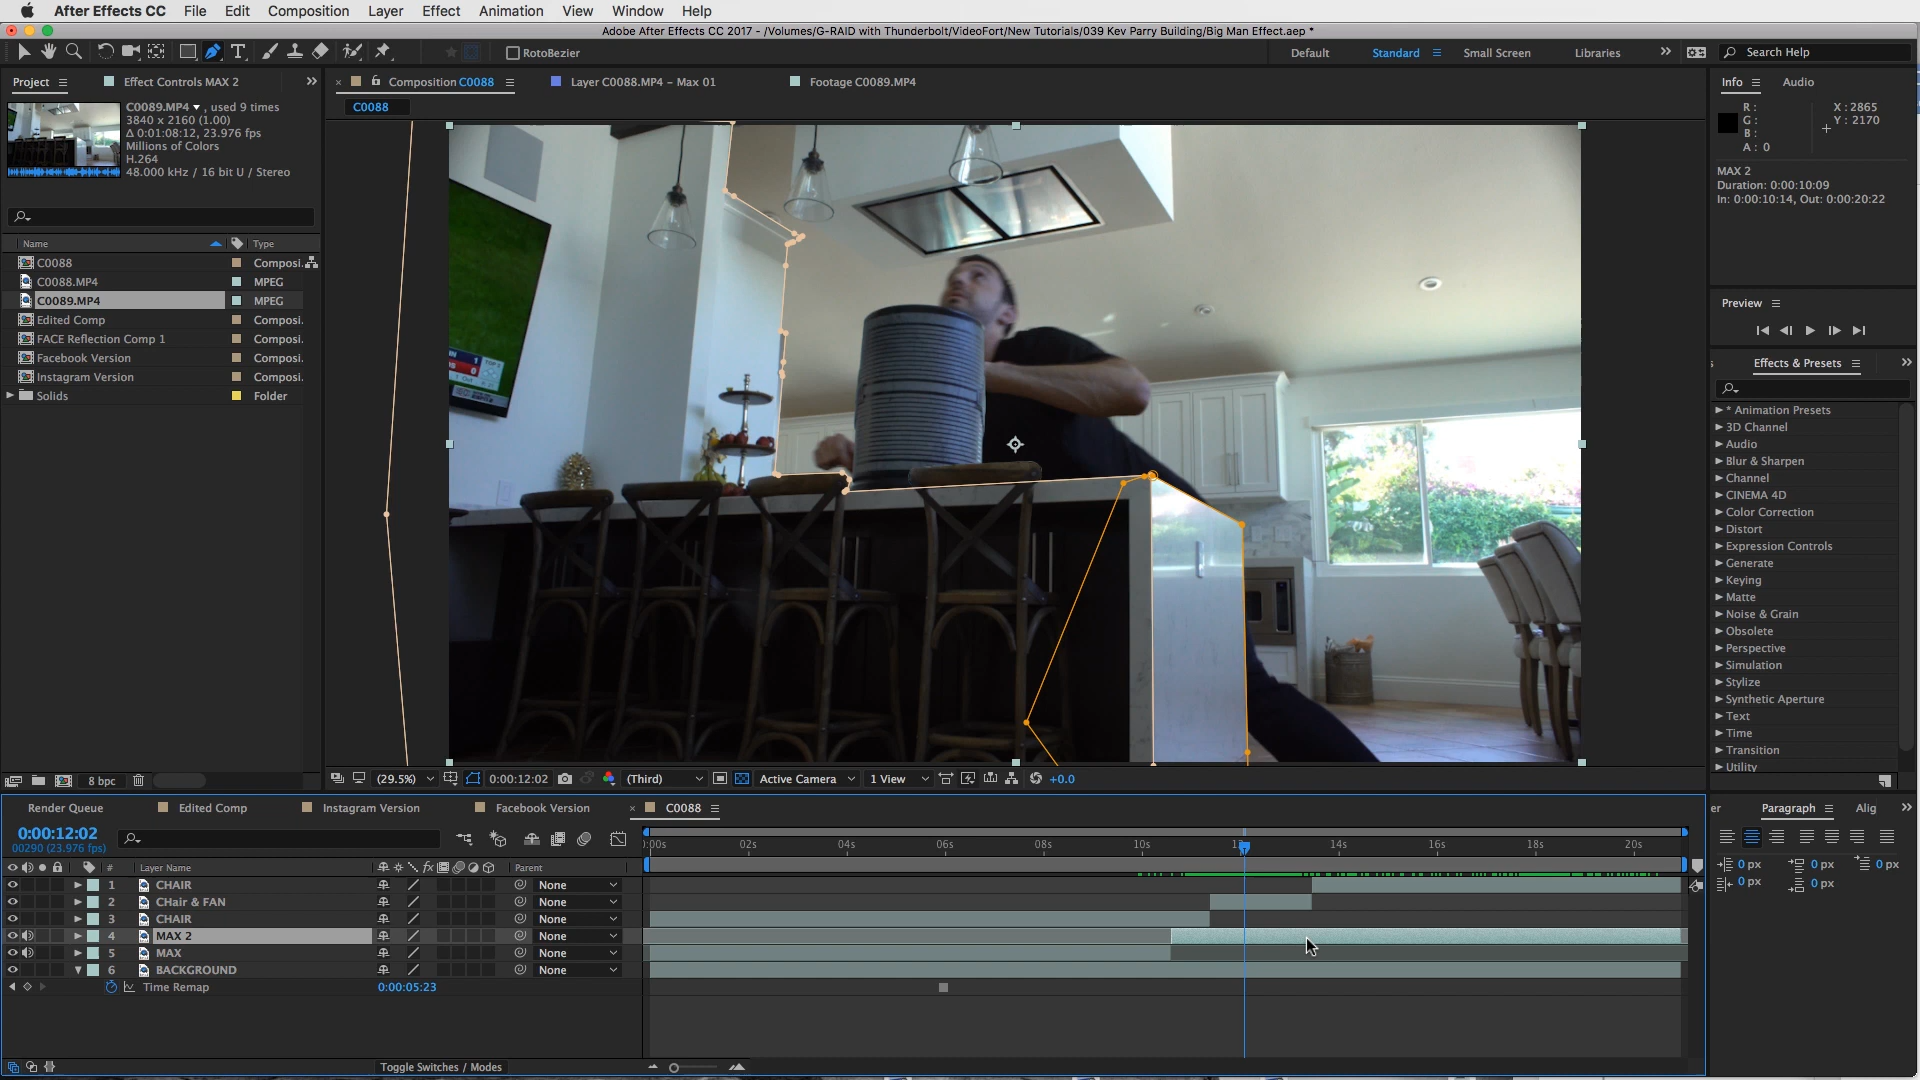 After Effects CC File Edit Composition Layer Effect Animation View Window Help
Adobe After Effects CC 2017 - /Volumes/G-RAID with Thunderbolt/VideoFort/New Tutorials/039 Kev Parry Building/Big Man Effect.aep *
RotoBezier Default Standard Small Screen Libraries Search Help
Project Effect Controls MAX 2 Composition C0088 Layer C0088.MP4 – Max 01 Footage C0089.MP4 Info Audio
C0088
C0089.MP4 , used 9 times
3840 x 2160 (1.00)
Δ 0:01:08:12, 23.976 fps
Millions of Colors
H.264
48.000 kHz / 16 bit U / Stereo
R :
G :
B :
A : 0
X : 2865
Y : 2170
MAX 2
Duration: 0:00:10:09
In: 0:00:10:14, Out: 0:00:20:22
Name Type
C0088 Composi.
C0088.MP4 MPEG
C0089.MP4 MPEG
Edited Comp Composi.
FACE Reflection Comp 1 Composi.
Facebook Version Composi.
Instagram Version Composi.
Solids Folder
Preview
Effects & Presets
* Animation Presets
3D Channel
Audio
Blur & Sharpen
Channel
CINEMA 4D
Color Correction
Distort
Expression Controls
Generate
Keying
Matte
Noise & Grain
Obsolete
Perspective
Simulation
Stylize
Synthetic Aperture
Text
Time
Transition
Utility
8 bpc (29.5%) 0:00:12:02 (Third) Active Camera 1 View +0.0
Render Queue Edited Comp Instagram Version Facebook Version C0088
er Paragraph Alig
0:00:12:02
00290 (23.976 fps)
):00s 02s 04s 06s 08s 10s 14s 16s 18s 20s
# Layer Name Parent
1 CHAIR None
2 CHair & FAN None
3 CHAIR None
4 MAX 2 None
5 MAX None
6 BACKGROUND None
Time Remap 0:00:05:23
0 px 0 px 0 px
0 px 0 px
Toggle Switches / Modes